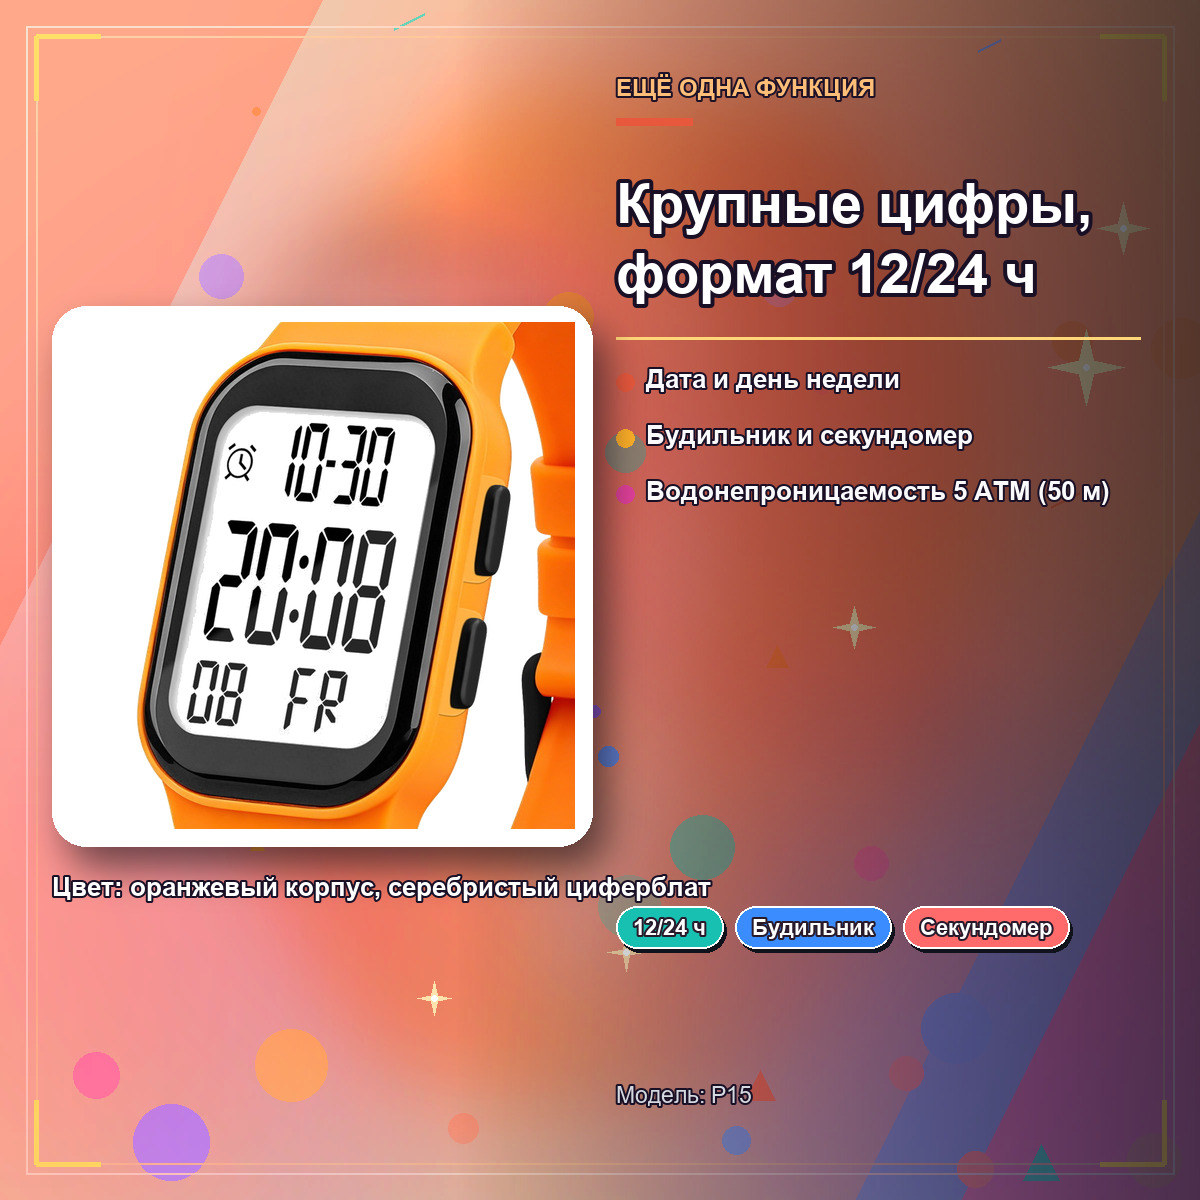 ЕЩЁ ОДНА ФУНКЦИЯ
Крупные цифры,
формат 12/24 ч
Дата и день недели
Будильник и секундомер
Водонепроницаемость 5 ATM (50 м)
10-30
20:08
08 FR
Цвет: оранжевый корпус, серебристый циферблат
12/24 ч
Будильник
Секундомер
Модель: P15